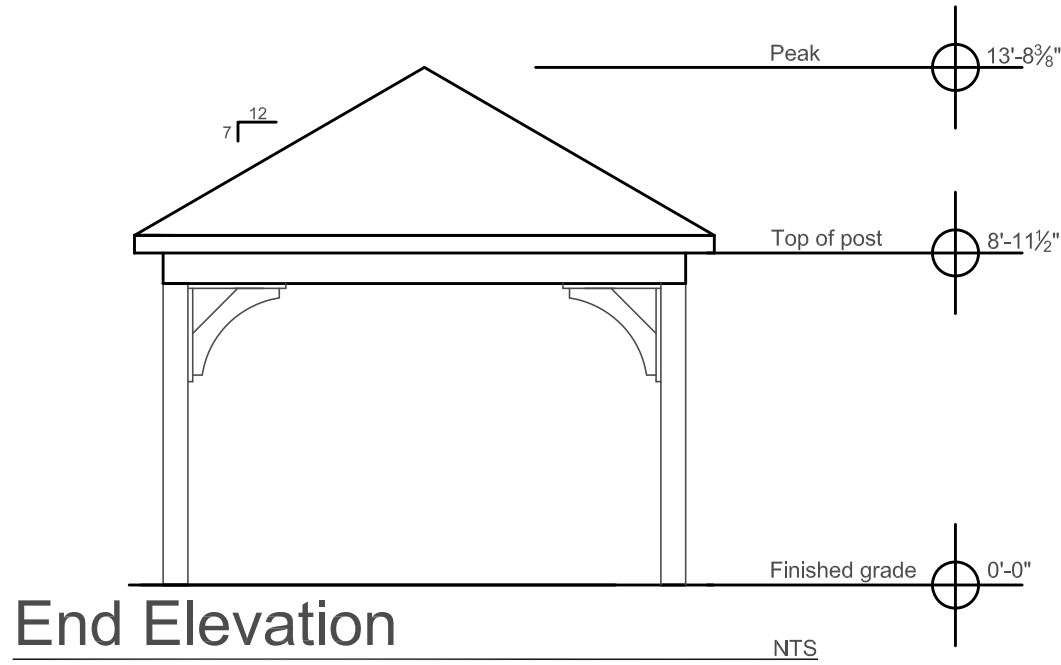 Peak 13'-8⅜"
12
7
Top of post 8'-11½"
Finished grade 0'-0"
End Elevation
NTS